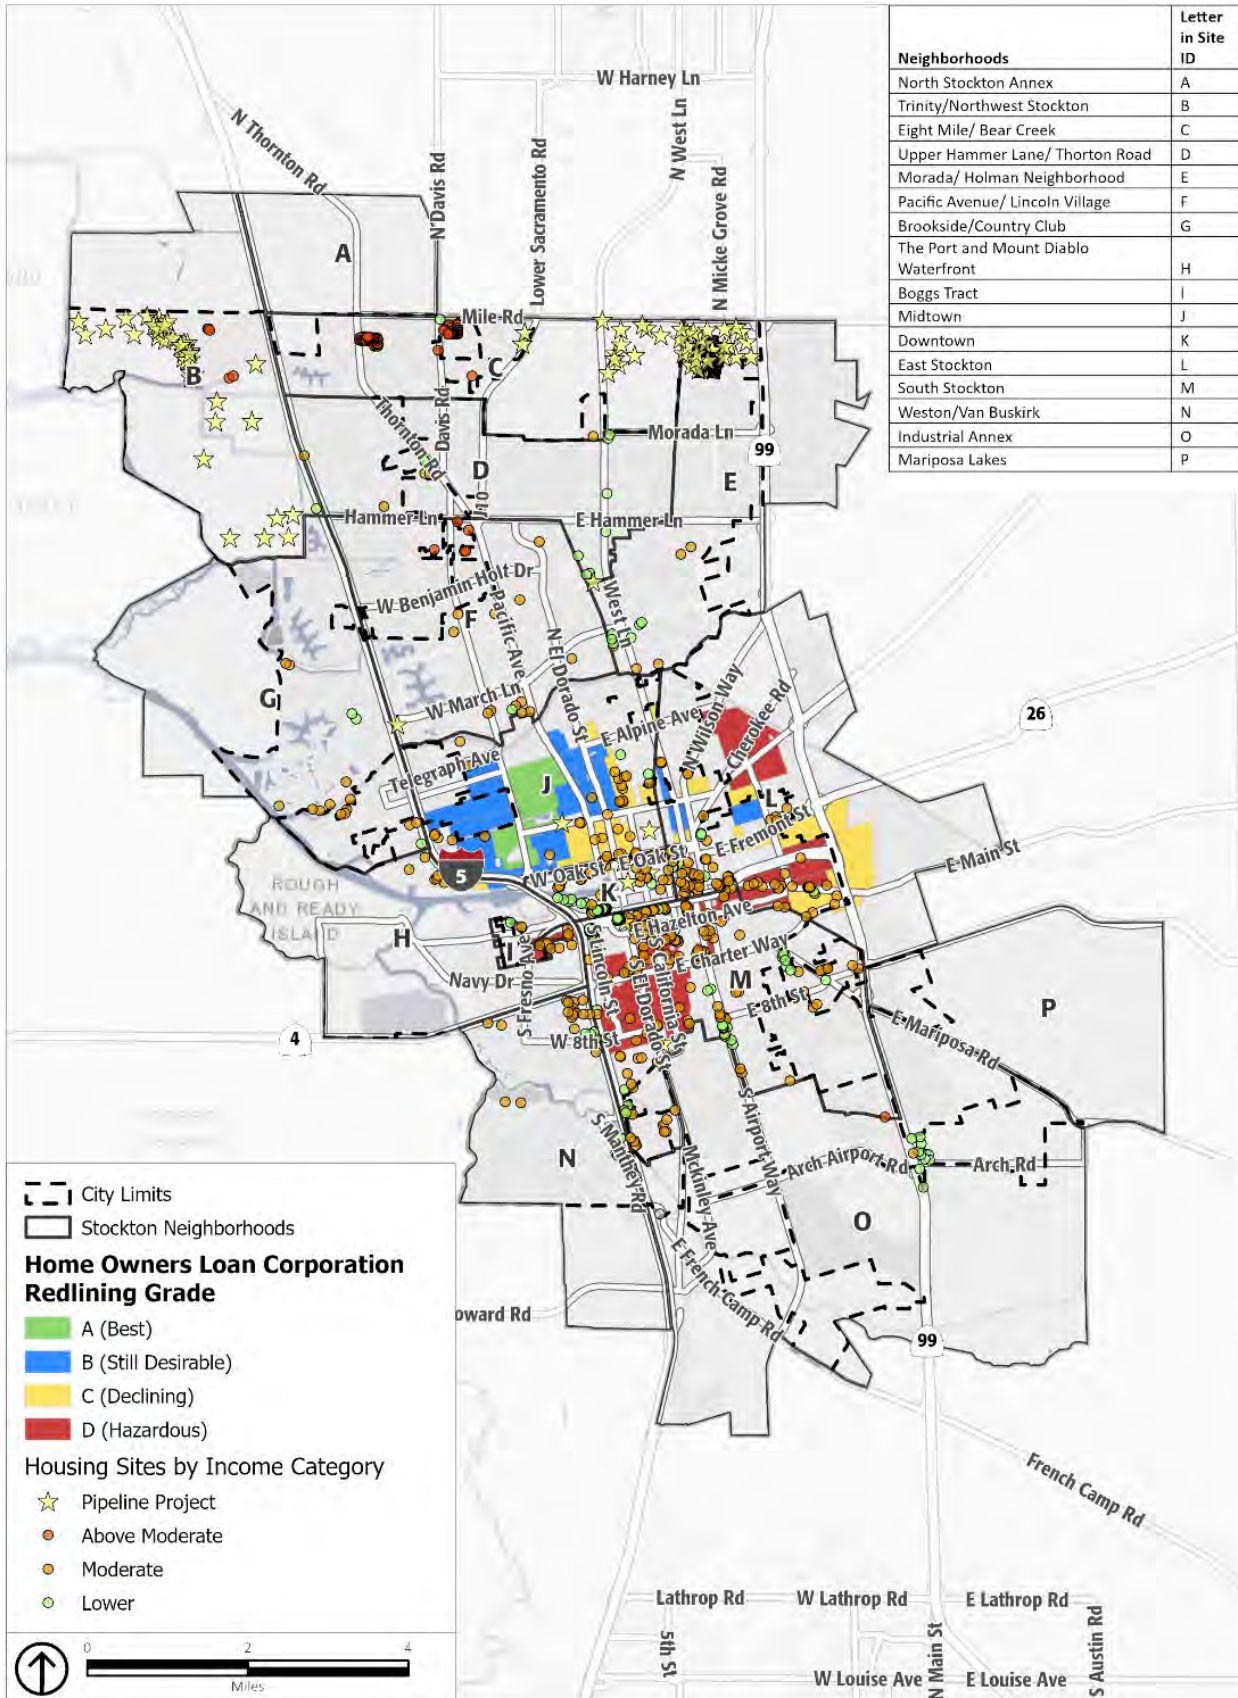 Neighborhoods Letter in Site ID
North Stockton Annex A
Trinity/Northwest Stockton B
Eight Mile/ Bear Creek C
Upper Hammer Lane/ Thorton Road D
Morada/ Holman Neighborhood E
Pacific Avenue/ Lincoln Village F
Brookside/Country Club G
The Port and Mount Diablo
Waterfront H
Boggs Tract I
Midtown J
Downtown K
East Stockton L
South Stockton M
Weston/Van Buskirk N
Industrial Annex O
Mariposa Lakes P
W Harney Ln
N Thornton Rd
N Davis Rd
Lower Sacramento Rd
N West Ln
N Micke Grove Rd
A
Mile Rd
B
C
Thornton Rd
Davis Rd
Morada Ln
99
D
E
Hammer Ln
E Hammer Ln
W Benjamin Holt Dr
West Ln
F
Pacific Ave
N El Dorado St
G
W March Ln
N Wilson Way
Cherokee Rd
26
E Alpine Ave
Telegraph Ave
J
L
E Fremont St
E Main St
5
W Oak St
E Oak St
K
ROUGH
AND READY
ISLAND
E Hazelton Ave
H
I
S Fresno Ave
S Lincoln St
S El Dorado St
S California St
E Charter Way
M
Navy Dr
E 8th St
P
4
W 8th St
E Mariposa Rd
N
S Manthey Rd
Mckinley Ave
S Airport Way
Arch Airport Rd
Arch Rd
O
E French Camp Rd
oward Rd
99
French Camp Rd
Lathrop Rd
W Lathrop Rd
E Lathrop Rd
5th St
N Main St
S Austin Rd
W Louise Ave
E Louise Ave
City Limits
Stockton Neighborhoods
Home Owners Loan Corporation
Redlining Grade
A (Best)
B (Still Desirable)
C (Declining)
D (Hazardous)
Housing Sites by Income Category
Pipeline Project
Above Moderate
Moderate
Lower
0 2 4
Miles